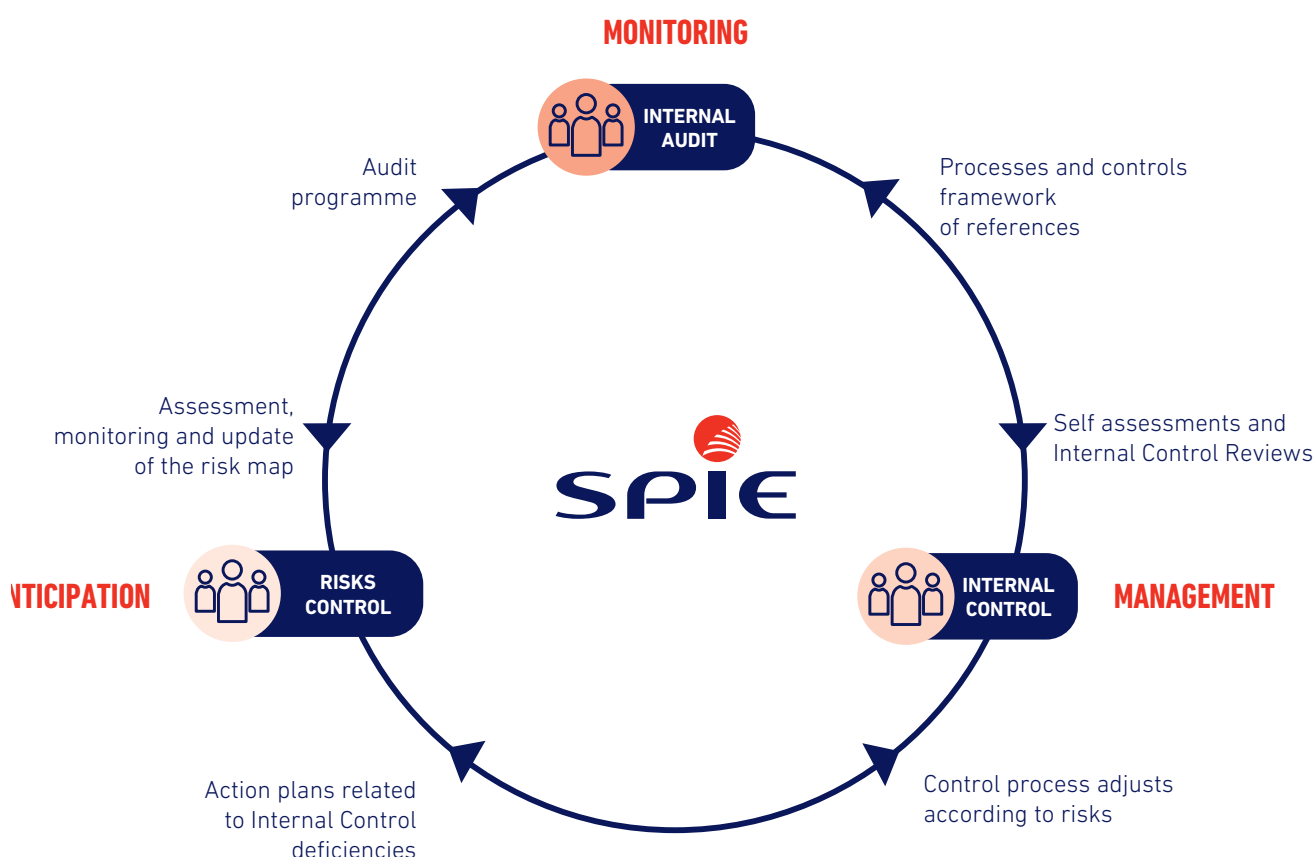 MONITORING
INTERNAL
AUDIT
Audit
programme
Processes and controls
framework
of references
Assessment,
monitoring and update
of the risk map
Self assessments and
Internal Control Reviews
SPIE
NTICIPATION
RISKS
CONTROL
INTERNAL
CONTROL
MANAGEMENT
Action plans related
to Internal Control
deficiencies
Control process adjusts
according to risks